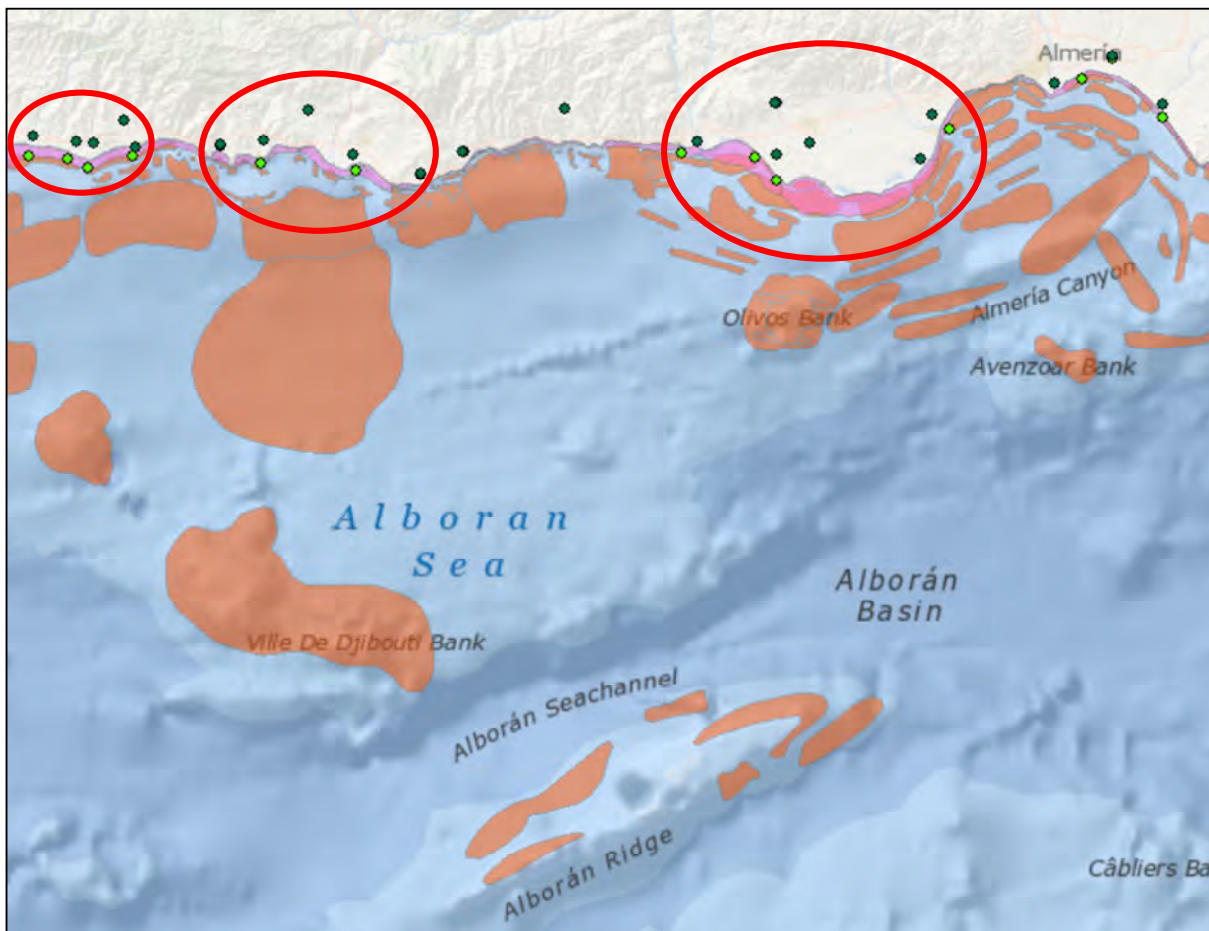 Almería
Almería Canyon
Olivos Bank
Avenzoar Bank
Alboran
Sea
Alborán
Basin
Ville De Djibouti Bank
Alborán Seachannel
Alborán Ridge
Câbliers Ba